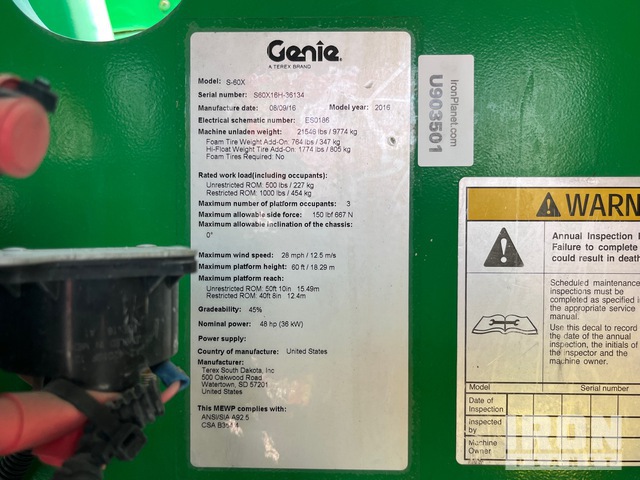 Genie
A TEREX BRAND
Model: S-60X
Serial number: S60X16H-36134
Manufacture date: 08/09/16 Model year: 2016
Electrical schematic number: ES0186
Machine unladen weight: 21546 lbs / 9774 kg
Foam Tire Weight Add-On: 764 lbs / 347 kg
Hi-Float Weight Tire Add-On: 1774 lbs / 805 kg
Foam Tires Required: No
Rated work load(including occupants):
Unrestricted ROM: 500 lbs / 227 kg
Restricted ROM: 1000 lbs / 454 kg
Maximum number of platform occupants: 3
Maximum allowable side force: 150 lbf 667 N
Maximum allowable inclination of the chassis:
0°
Maximum wind speed: 28 mph / 12.5 m/s
Maximum platform height: 60 ft / 18.29 m
Maximum platform reach:
Unrestricted ROM: 50ft 10in 15.49m
Restricted ROM: 40ft 8in 12.4m
Gradeability: 45%
Nominal power: 48 hp (36 kW)
Power supply:
Country of manufacture: United States
Manufacturer:
Terex South Dakota, Inc
500 Oakwood Road
Watertown, SD 57201
United States
This MEWP complies with:
ANSI/SIA A92.5
CSA
IronPlanet.com
U903501
WARN
Annual Inspection
Failure to complete
could result in death
Scheduled maintenance
inspections must be
completed as specified
the appropriate service
manual.
Use this decal to record
the date of the annual
inspection, the initials of
the inspector and the
machine owner.
Model Serial number
Date of
Inspection
Inspected
by
Machine
Owner
IRON